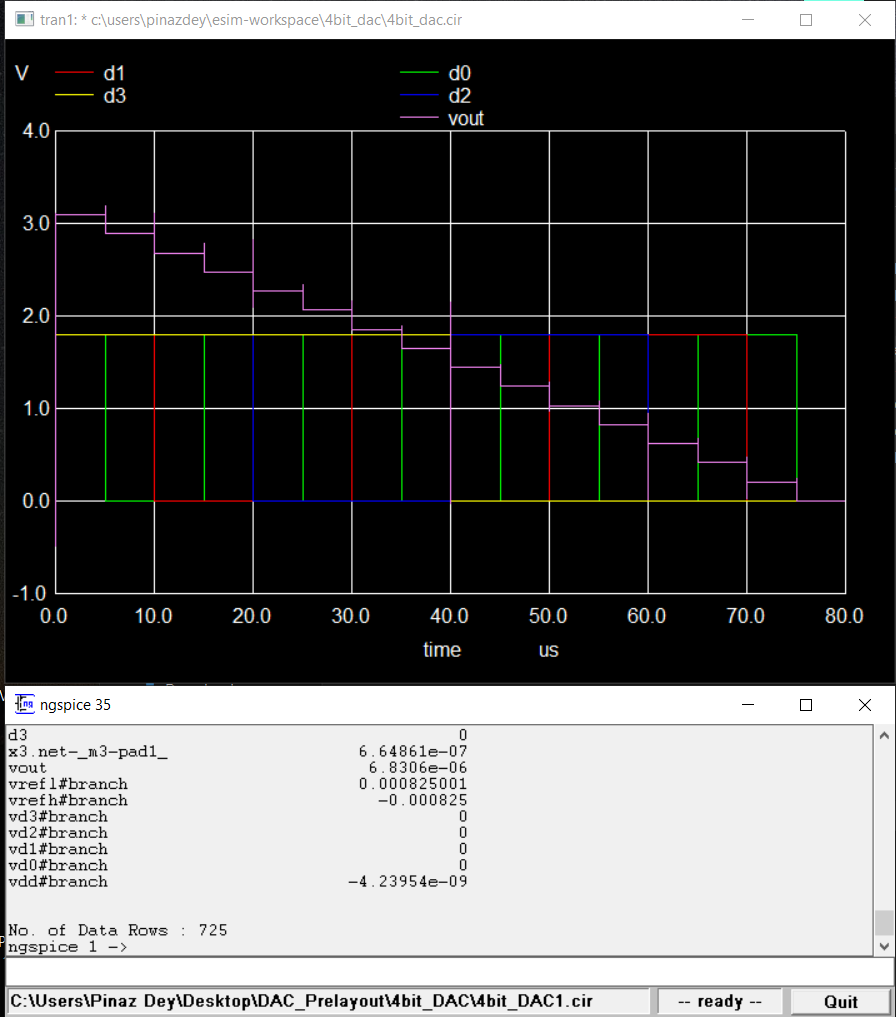 tran1: * c:\users\pinazdey\esim-workspace\4bit_dac\4bit_dac.cir
V d1 d0
d3 d2
vout
4.0
3.0
2.0
1.0
0.0
-1.0
0.0 10.0 20.0 30.0 40.0 50.0 60.0 70.0 80.0
time us
ngspice 35
d3 0
x3.net-_m3-pad1_ 6.64861e-07
vout 6.8306e-06
vrefl#branch 0.000825001
vrefh#branch -0.000825
vd3#branch 0
vd2#branch 0
vd1#branch 0
vd0#branch 0
vdd#branch -4.23954e-09
No. of Data Rows : 725
ngspice 1 ->
C:\Users\Pinaz Dey\Desktop\DAC_Prelayout\4bit_DAC\4bit_DAC1.cir -- ready -- Quit